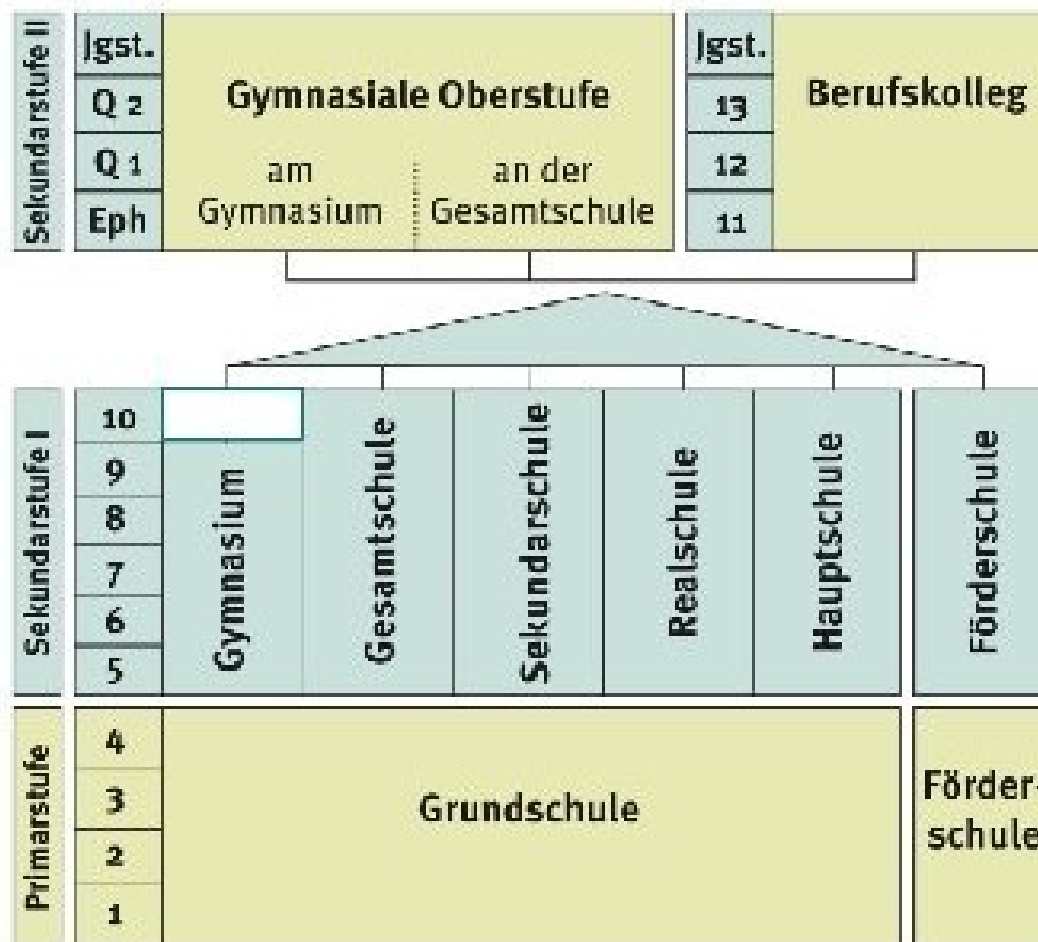 Sekundarstufe II
Jgst.
Q 2
Q 1
Eph
Gymnasiale Oberstufe
am
Gymnasium
an der
Gesamtschule
Jgst.
13
12
11
Berufskolleg
Sekundarstufe I
10
9
8
7
6
5
Gymnasium
Gesamtschule
Sekundarschule
Realschule
Hauptschule
Förderschule
Primarstufe
4
3
2
1
Grundschule
Förder-
schule